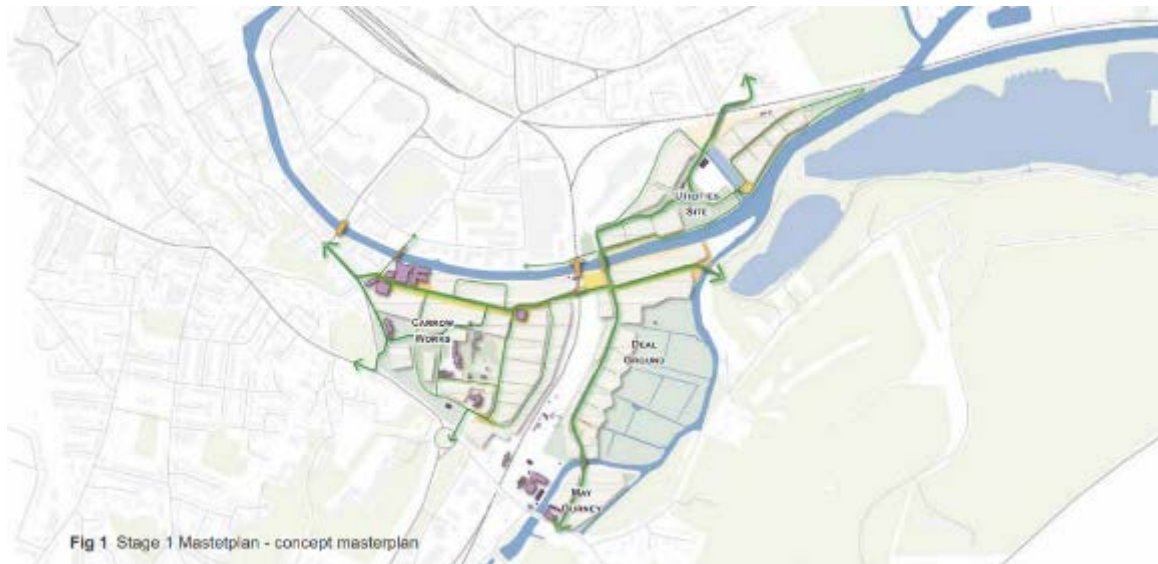 UTILITIES
SITE
CARROW
WORKS
DEAL
GROUND
MAY
GURNEY
Fig 1 Stage 1 Mastetplan - concept masterplan